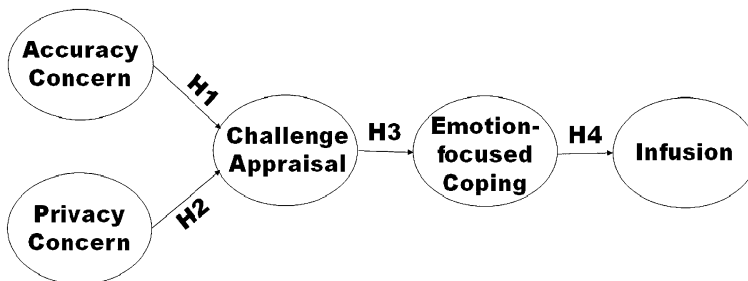 Accuracy
Concern
H1
Challenge
Appraisal
H3
Emotion-
focused
Coping
H4
Infusion
Privacy
Concern
H2